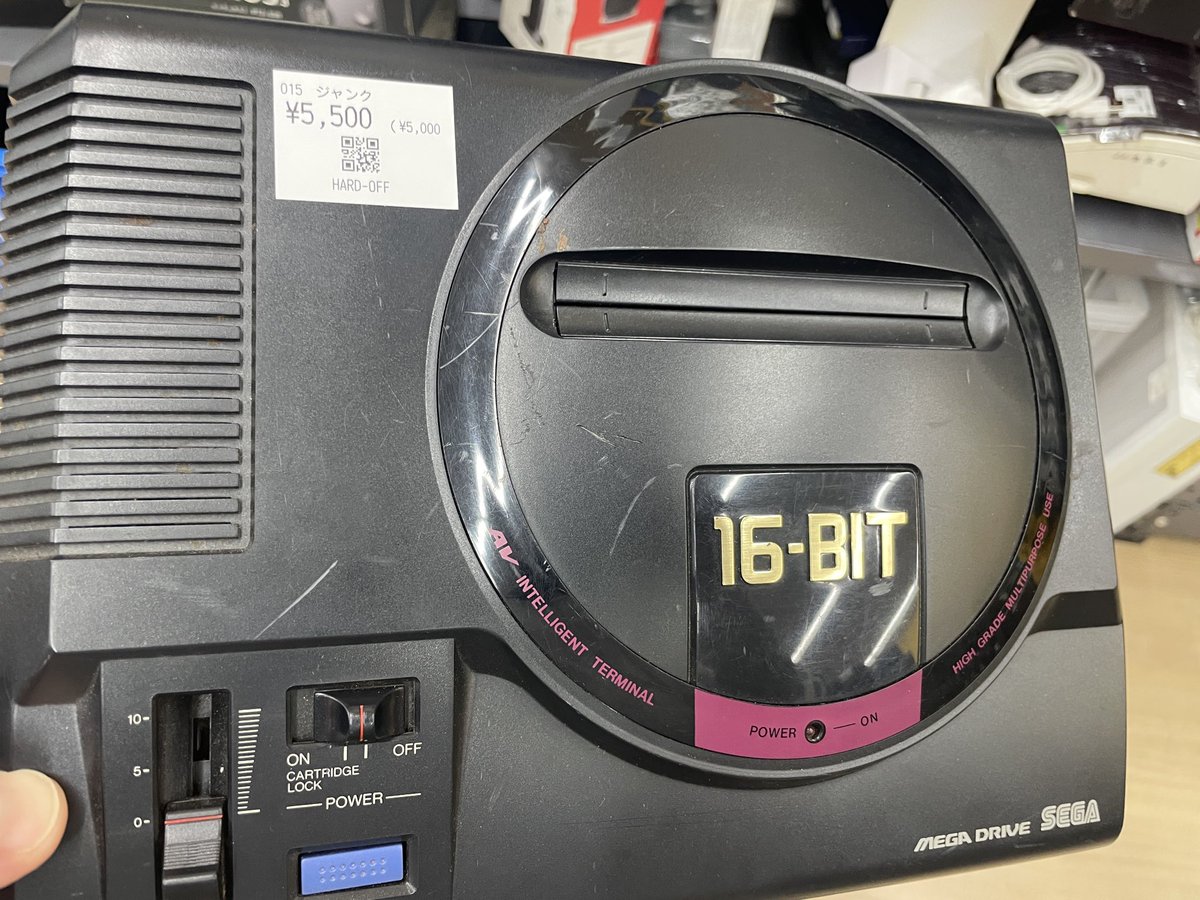 015 ジャンク
¥5,500 (¥5,000
HARD-OFF
16-BIT
AV INTELLIGENT TERMINAL
HIGH GRADE MULTIPURPOSE USE
POWER ON
10
5
0
ON OFF
CARTRIDGE
LOCK
POWER
MEGA DRIVE SEGA